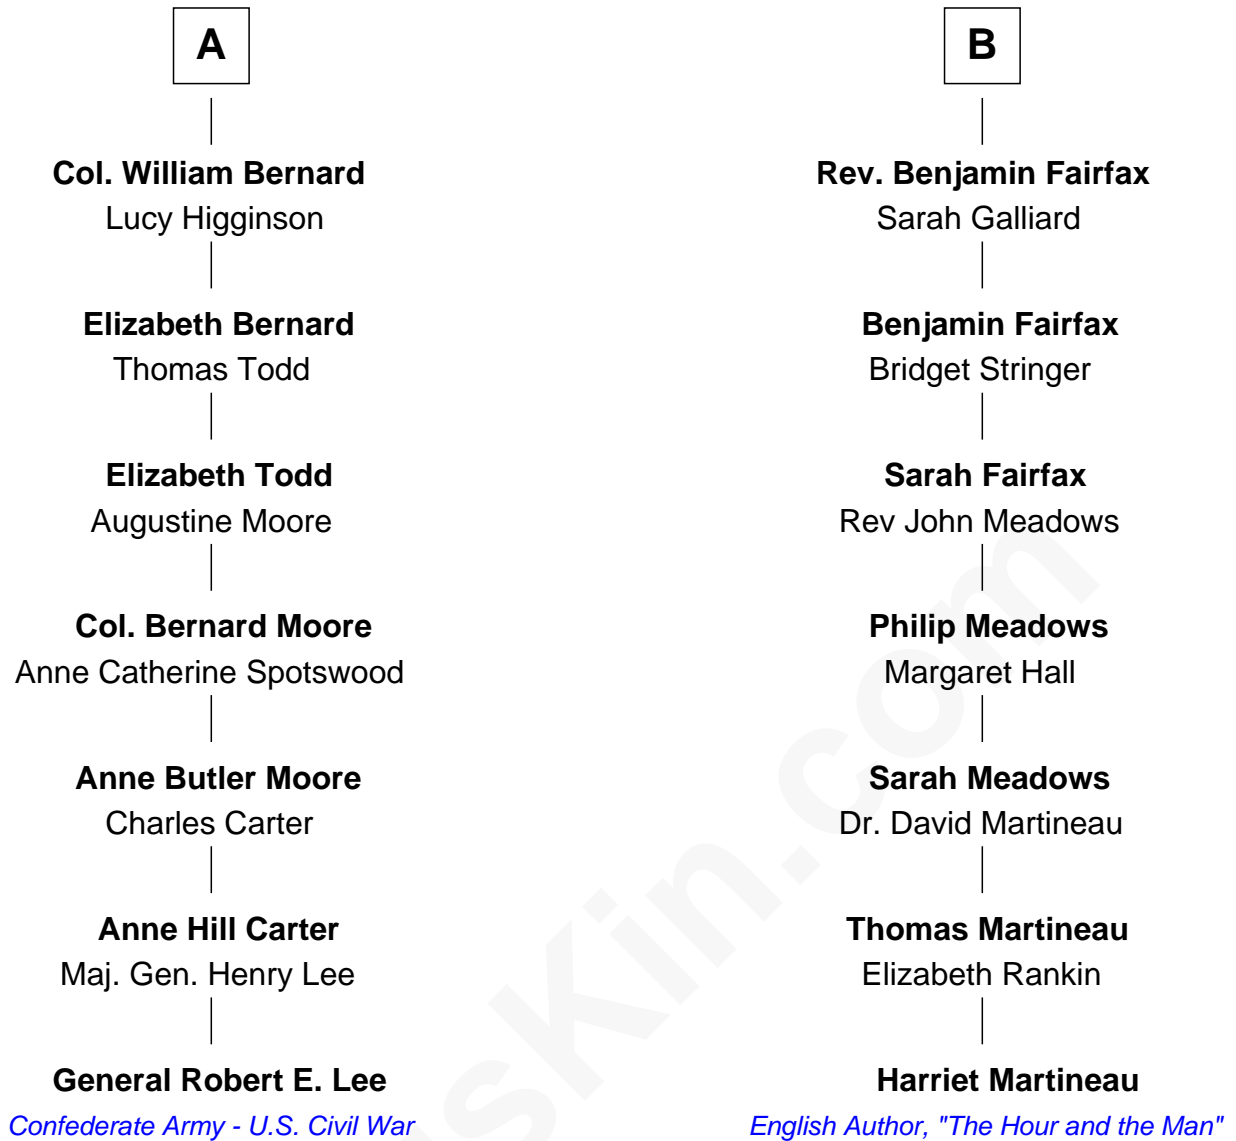 A
Col. William Bernard
Lucy Higginson
Elizabeth Bernard
Thomas Todd
Elizabeth Todd
Augustine Moore
Col. Bernard Moore
Anne Catherine Spotswood
Anne Butler Moore
Charles Carter
Anne Hill Carter
Maj. Gen. Henry Lee
General Robert E. Lee
Confederate Army - U.S. Civil War
B
Rev. Benjamin Fairfax
Sarah Galliard
Benjamin Fairfax
Bridget Stringer
Sarah Fairfax
Rev John Meadows
Philip Meadows
Margaret Hall
Sarah Meadows
Dr. David Martineau
Thomas Martineau
Elizabeth Rankin
Harriet Martineau
English Author, "The Hour and the Man"
sKin.com